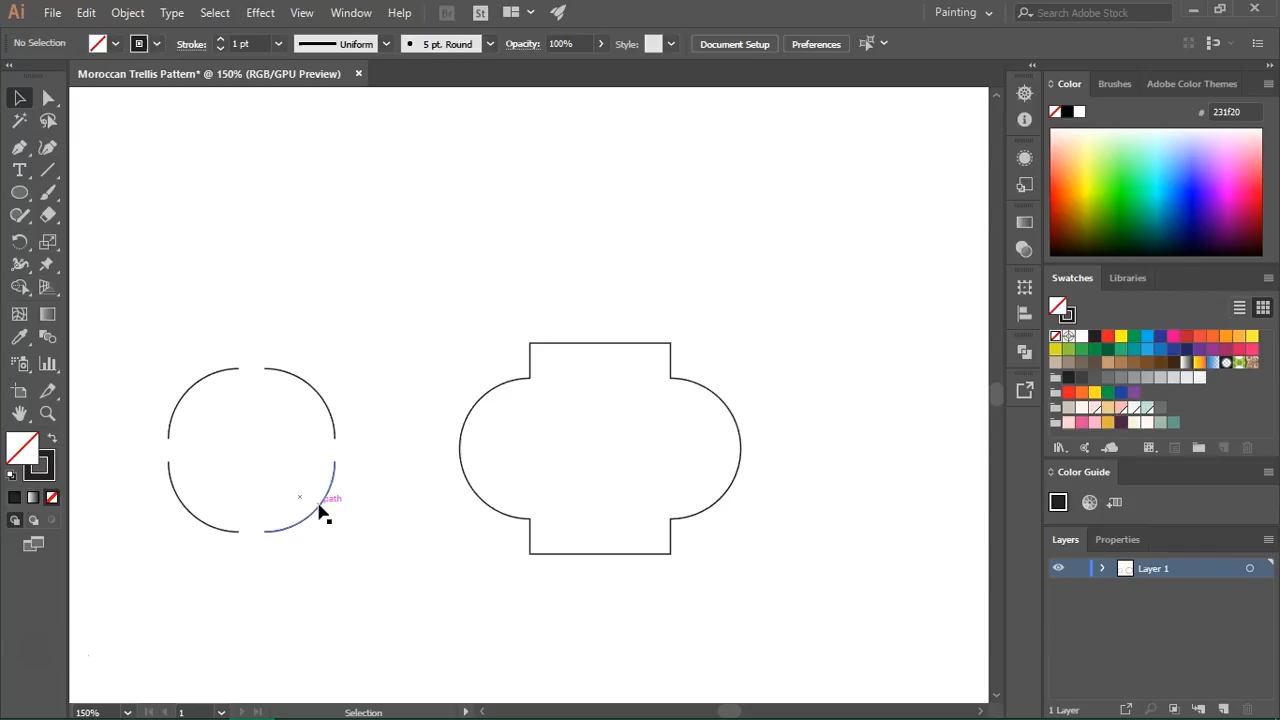 Ai File Edit Object Type Select Effect View Window Help Br St Painting Search Adobe Stock
No Selection Stroke: 1 pt Uniform 5 pt. Round Opacity: 100% Style: Document Setup Preferences
Moroccan Trellis Pattern* @ 150% (RGB/GPU Preview) ×
Color Brushes Adobe Color Themes
# 231f20
Swatches Libraries
path
Color Guide
Layers Properties
Layer 1
150% 1 Selection 1 Layer